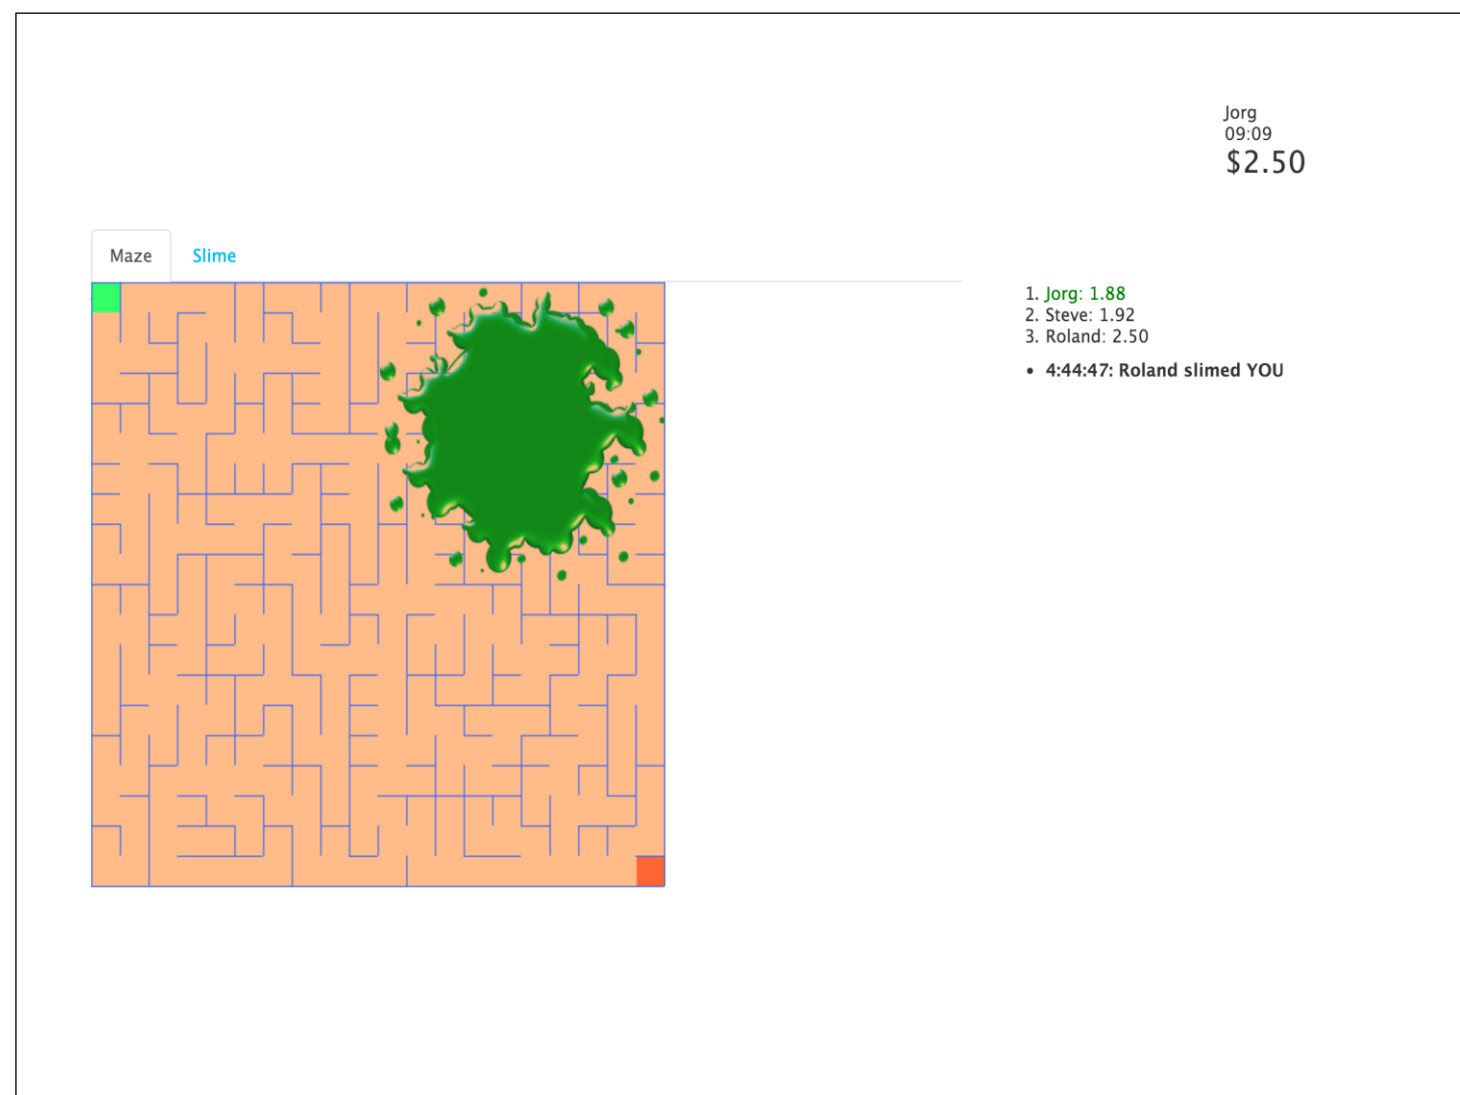 Jorg
09:09
$2.50
Maze Slime
1. Jorg: 1.88
2. Steve: 1.92
3. Roland: 2.50
• 4:44:47: Roland slimed YOU